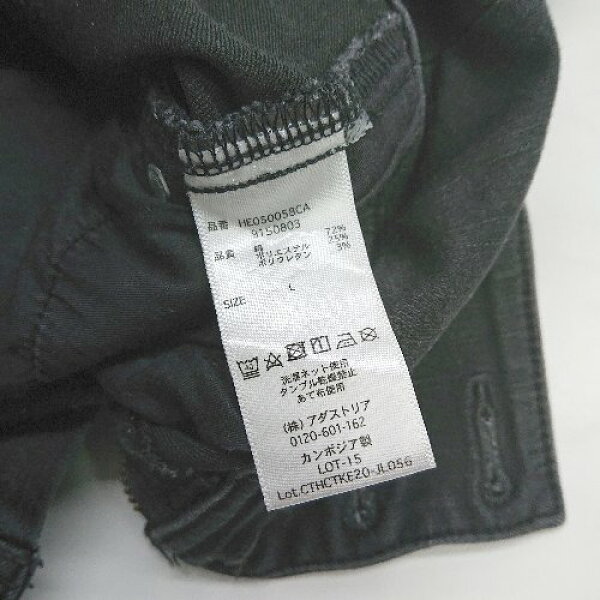 品番 HE050058CA
9150803
品質 綿 72%
ポリエステル 25%
ポリウレタン 3%
SIZE L
洗濯ネット使用
タンブル乾燥禁止
あて布使用
(株)アダストリア
0120-601-162
カンボジア製
LOT-15
Lot.CTHCTKE20-JL056